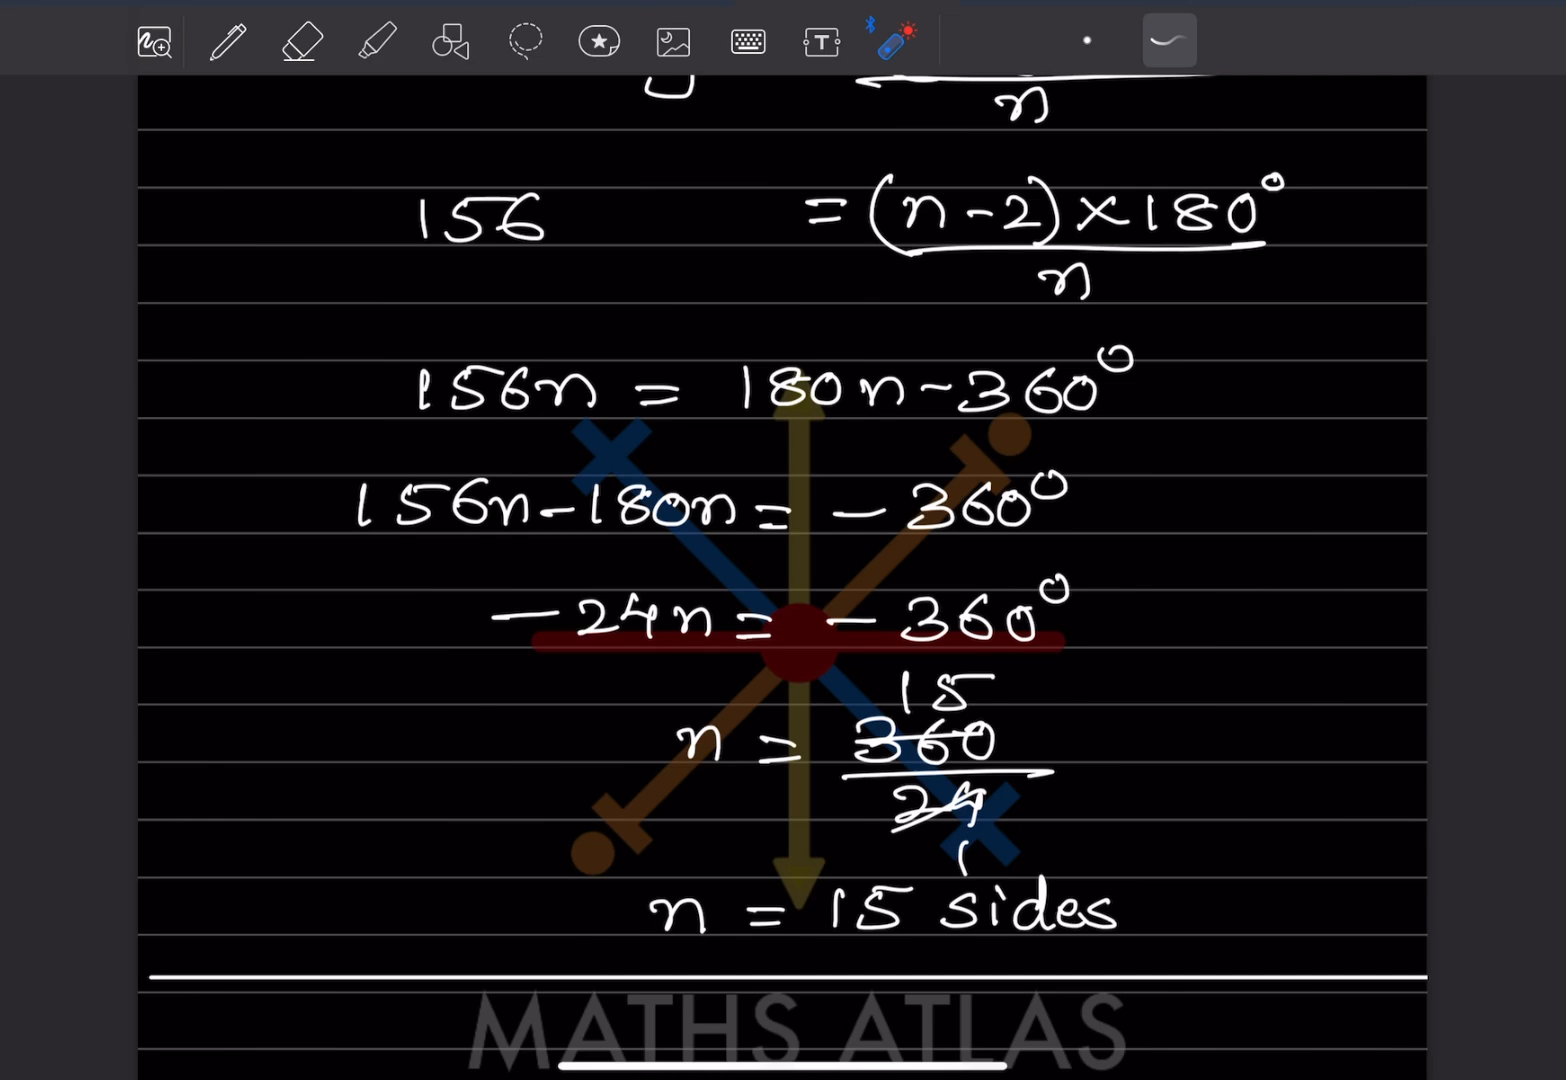 n
156 = (n-2)×180°
n
156n = 180n-360°
156n-180n = -360°
-24n = -360°
15
n = 360
24
1
n = 15 sides
MATHS ATLAS